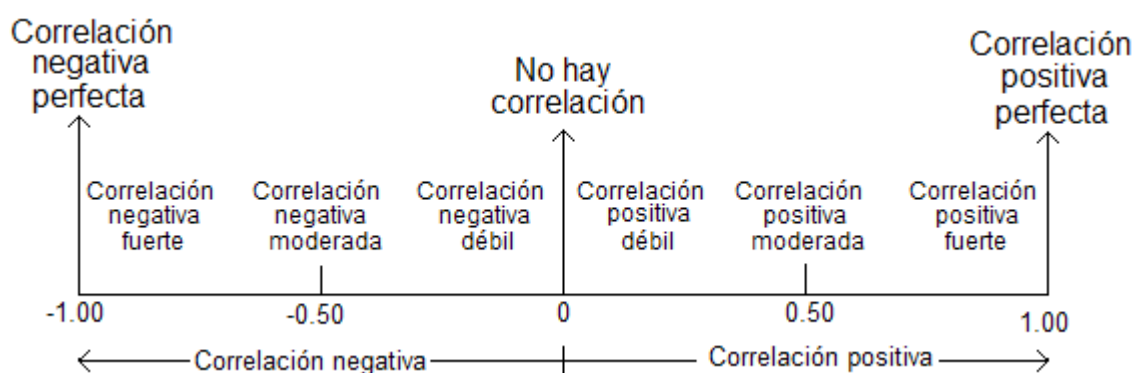 Correlación
negativa
perfecta
No hay
correlación
Correlación
positiva
perfecta
Correlación
negativa
fuerte
Correlación
negativa
moderada
Correlación
negativa
débil
Correlación
positiva
débil
Correlación
positiva
moderada
Correlación
positiva
fuerte
-1.00
-0.50
0
0.50
1.00
Correlación negativa
Correlación positiva